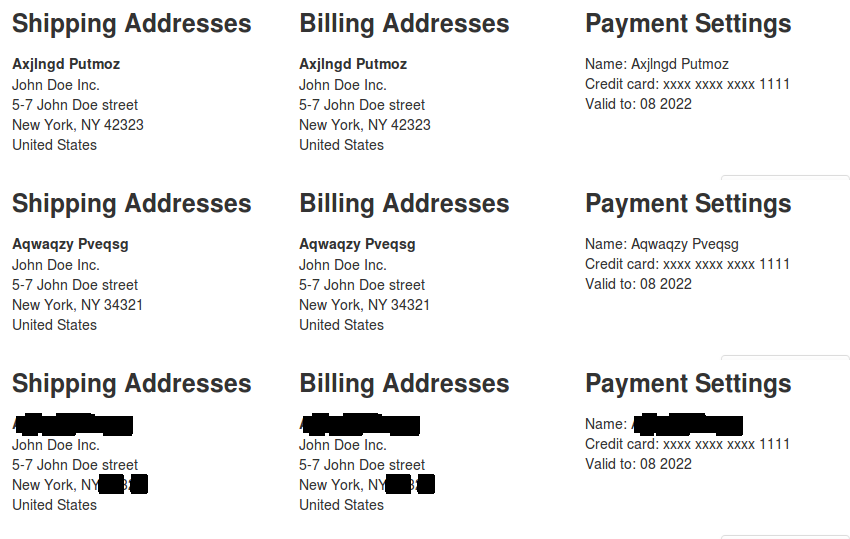 Shipping Addresses Billing Addresses Payment Settings
Axjlngd Putmoz Axjlngd Putmoz Name: Axjlngd Putmoz
John Doe Inc. John Doe Inc. Credit card: xxxx xxxx xxxx 1111
5-7 John Doe street 5-7 John Doe street Valid to: 08 2022
New York, NY 42323 New York, NY 42323
United States United States
Shipping Addresses Billing Addresses Payment Settings
Aqwaqzy Pveqsg Aqwaqzy Pveqsg Name: Aqwaqzy Pveqsg
John Doe Inc. John Doe Inc. Credit card: xxxx xxxx xxxx 1111
5-7 John Doe street 5-7 John Doe street Valid to: 08 2022
New York, NY 34321 New York, NY 34321
United States United States
Shipping Addresses Billing Addresses Payment Settings
Name:
John Doe Inc. John Doe Inc. Credit card: xxxx xxxx xxxx 1111
5-7 John Doe street 5-7 John Doe street Valid to: 08 2022
New York, NY New York, NY
United States United States